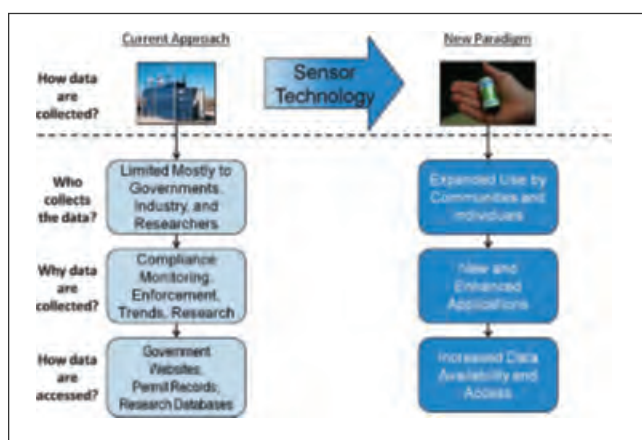 Current Approach
New Paradigm
How data
are
collected?
Sensor
Technology
Who
collects
the data?
Limited Mostly to
Governments,
Industry, and
Researchers
Expanded Use by
Communities and
Individuals
Why data
are
collected?
Compliance
Monitoring,
Enforcement,
Trends, Research
New and
Enhanced
Applications
How data
are
accessed?
Government
Websites,
Permit Records,
Research Databases
Increased Data
Availability and
Access